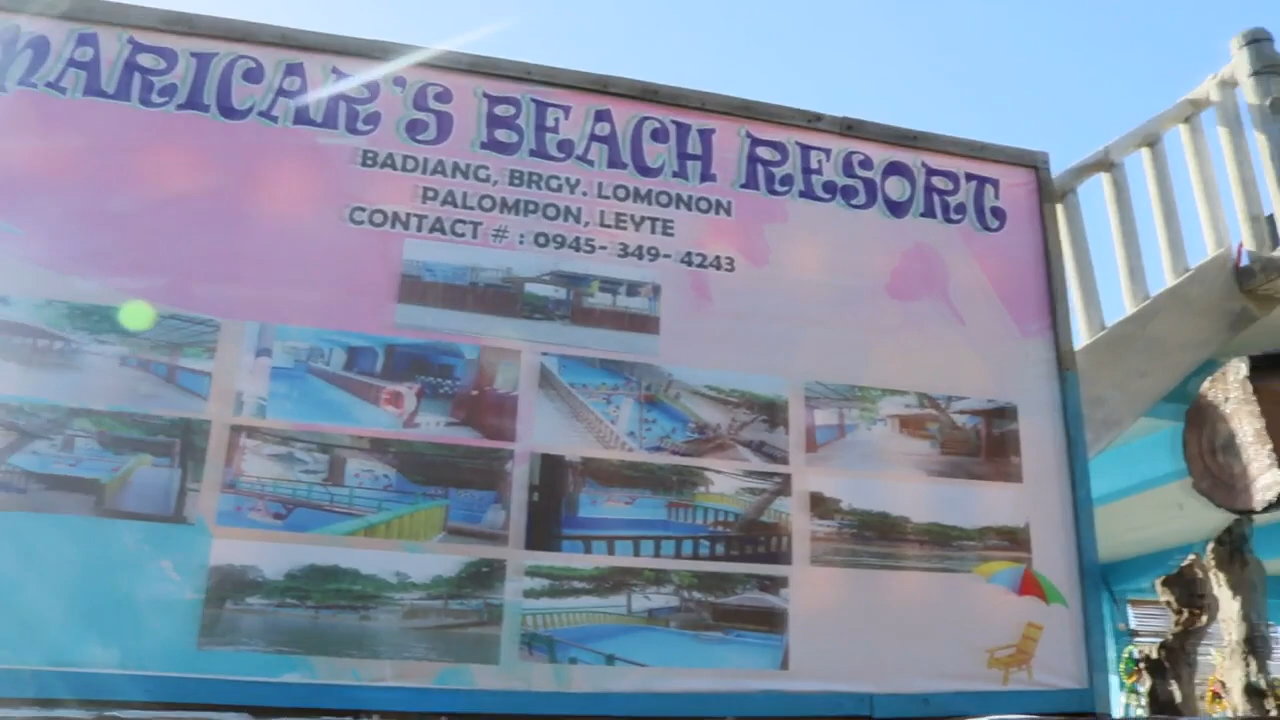 MARICAR'S BEACH RESORT
BADIANG, BRGY. LOMONON
PALOMPON, LEYTE
CONTACT # : 0945- 349- 4243